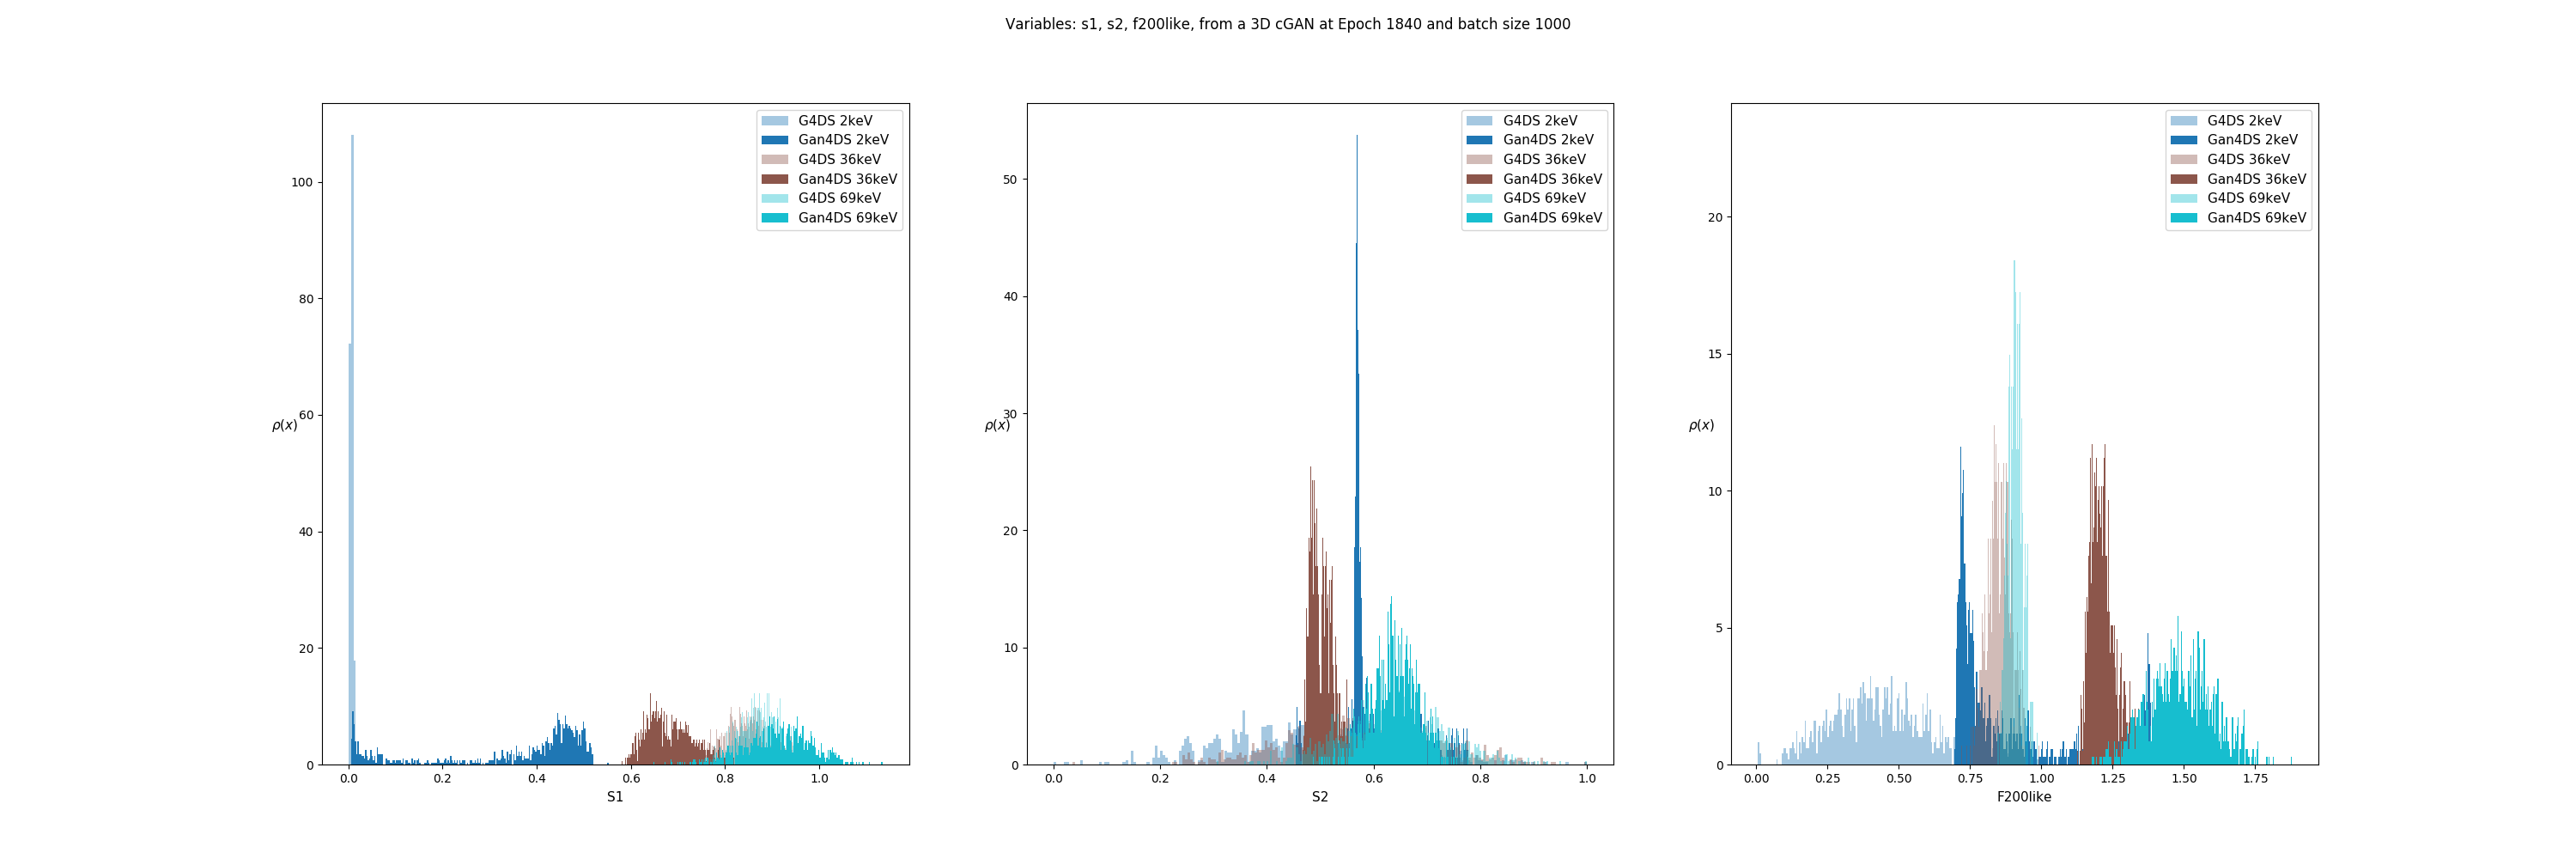 Variables: s1, s2, f200like, from a 3D cGAN at Epoch 1840 and batch size 1000
G4DS 2keV
Gan4DS 2keV
G4DS 36keV
Gan4DS 36keV
G4DS 69keV
Gan4DS 69keV
100
80
60
40
20
0
ρ(x)
0.0 0.2 0.4 0.6 0.8 1.0
S1
G4DS 2keV
Gan4DS 2keV
G4DS 36keV
Gan4DS 36keV
G4DS 69keV
Gan4DS 69keV
50
40
30
20
10
0
ρ(x)
0.0 0.2 0.4 0.6 0.8 1.0
S2
G4DS 2keV
Gan4DS 2keV
G4DS 36keV
Gan4DS 36keV
G4DS 69keV
Gan4DS 69keV
20
15
10
5
0
ρ(x)
0.00 0.25 0.50 0.75 1.00 1.25 1.50 1.75
F200like